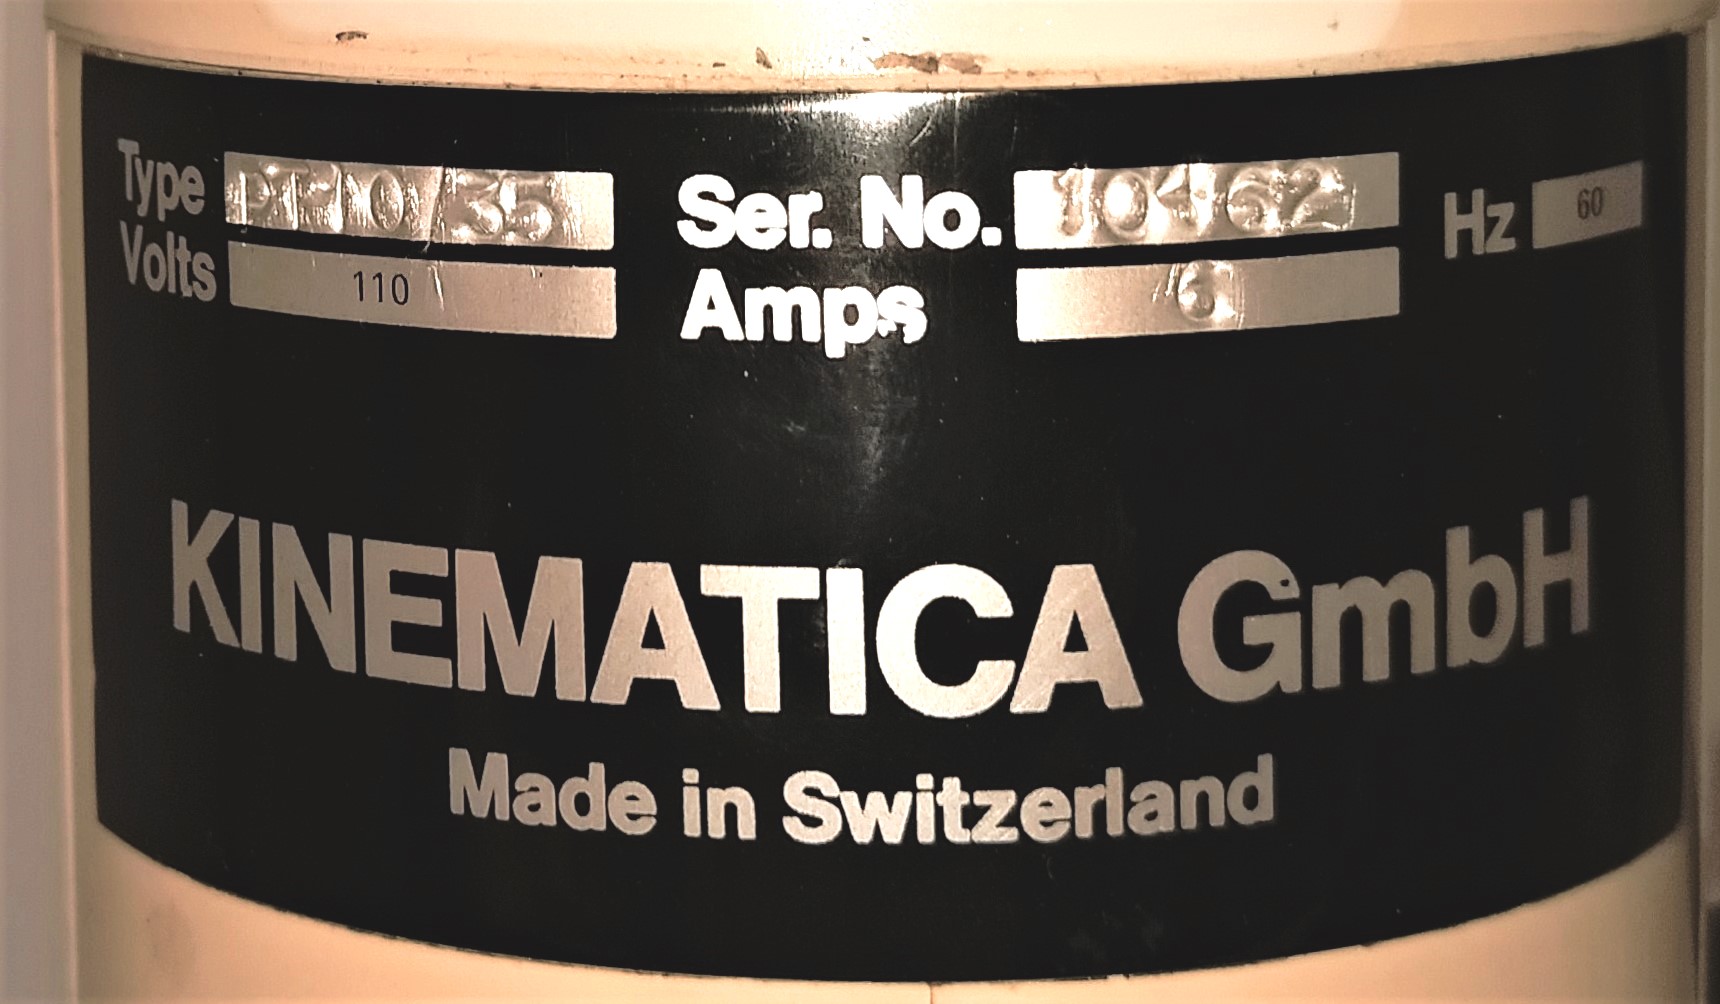 Type PT10/35 Ser. No. 10462 Hz 60
Volts 110 Amps 6
KINEMATICA GmbH
Made in Switzerland